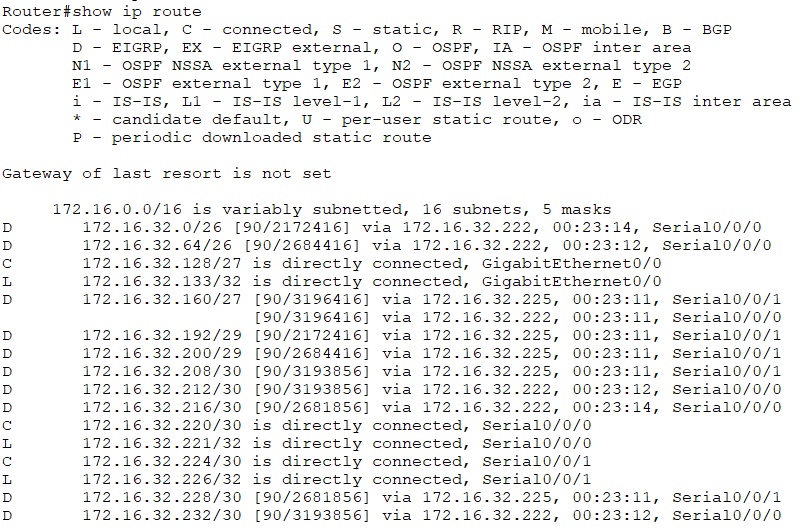 Router#show ip route
Codes: L - local, C - connected, S - static, R - RIP, M - mobile, B - BGP
       D - EIGRP, EX - EIGRP external, O - OSPF, IA - OSPF inter area
       N1 - OSPF NSSA external type 1, N2 - OSPF NSSA external type 2
       E1 - OSPF external type 1, E2 - OSPF external type 2, E - EGP
       i - IS-IS, L1 - IS-IS level-1, L2 - IS-IS level-2, ia - IS-IS inter area
       * - candidate default, U - per-user static route, o - ODR
       P - periodic downloaded static route

Gateway of last resort is not set

     172.16.0.0/16 is variably subnetted, 16 subnets, 5 masks
D       172.16.32.0/26 [90/2172416] via 172.16.32.222, 00:23:14, Serial0/0/0
D       172.16.32.64/26 [90/2684416] via 172.16.32.222, 00:23:12, Serial0/0/0
C       172.16.32.128/27 is directly connected, GigabitEthernet0/0
L       172.16.32.133/32 is directly connected, GigabitEthernet0/0
D       172.16.32.160/27 [90/3196416] via 172.16.32.225, 00:23:11, Serial0/0/1
                         [90/3196416] via 172.16.32.222, 00:23:11, Serial0/0/0
D       172.16.32.192/29 [90/2172416] via 172.16.32.225, 00:23:11, Serial0/0/1
D       172.16.32.200/29 [90/2684416] via 172.16.32.225, 00:23:11, Serial0/0/1
D       172.16.32.208/30 [90/3193856] via 172.16.32.225, 00:23:11, Serial0/0/1
D       172.16.32.212/30 [90/3193856] via 172.16.32.222, 00:23:12, Serial0/0/0
D       172.16.32.216/30 [90/2681856] via 172.16.32.222, 00:23:14, Serial0/0/0
C       172.16.32.220/30 is directly connected, Serial0/0/0
L       172.16.32.221/32 is directly connected, Serial0/0/0
C       172.16.32.224/30 is directly connected, Serial0/0/1
L       172.16.32.226/32 is directly connected, Serial0/0/1
D       172.16.32.228/30 [90/2681856] via 172.16.32.225, 00:23:11, Serial0/0/1
D       172.16.32.232/30 [90/3193856] via 172.16.32.222, 00:23:12, Serial0/0/0